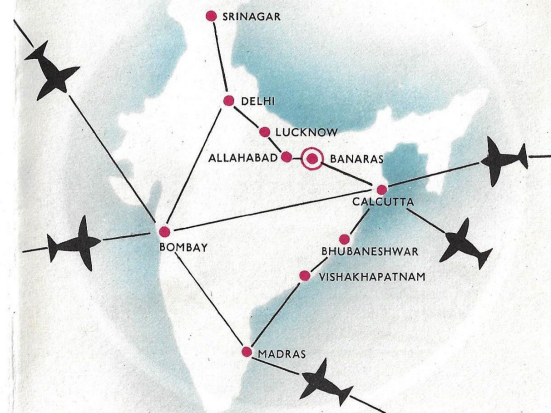 SRINAGAR
DELHI
LUCKNOW
ALLAHABAD
BANARAS
CALCUTTA
BOMBAY
BHUBANESHWAR
VISHAKHAPATNAM
MADRAS